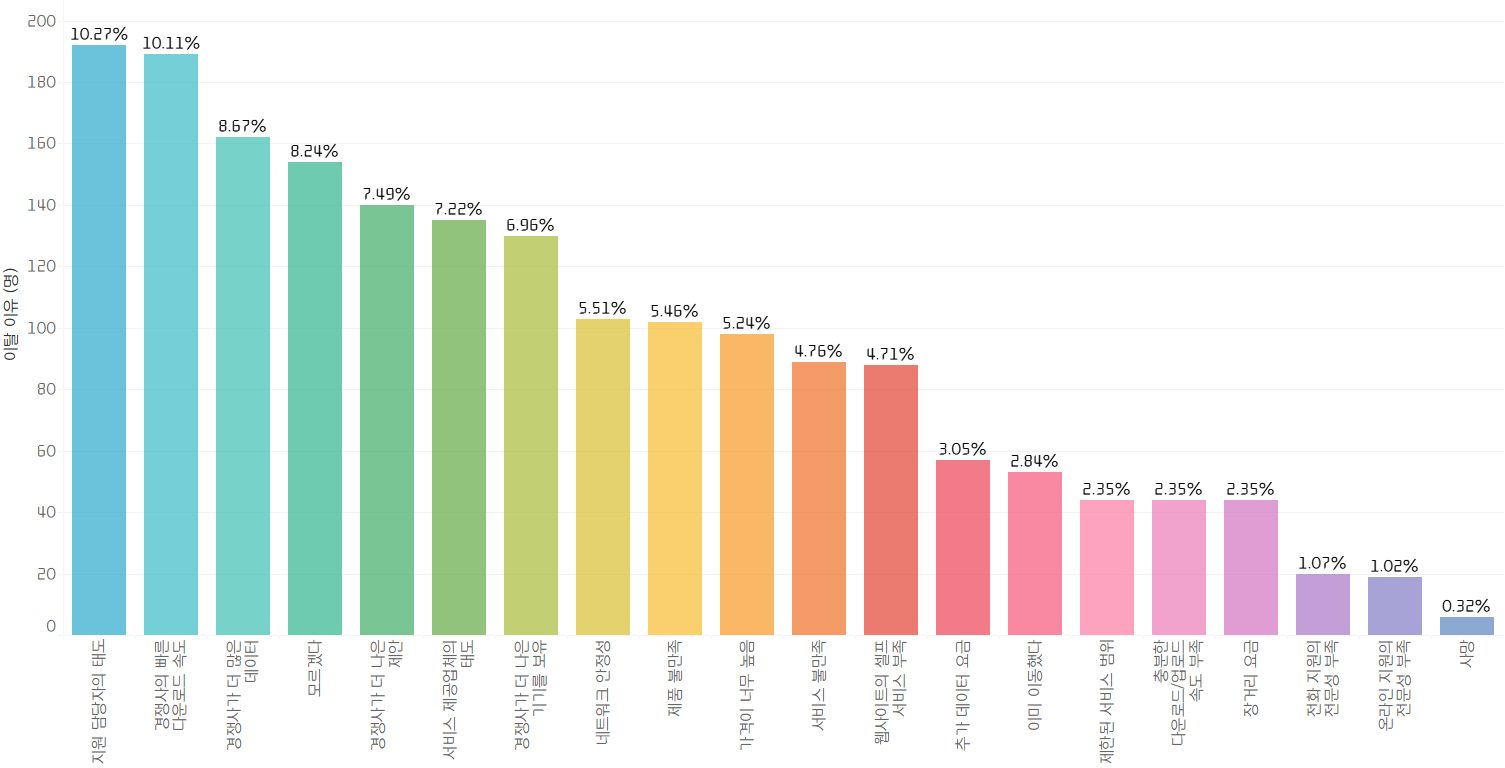 이탈 이유 (명)
200
180
160
140
120
100
80
60
40
20
0
10.27%
10.11%
8.67%
8.24%
7.49%
7.22%
6.96%
5.51%
5.46%
5.24%
4.76%
4.71%
3.05%
2.84%
2.35%
2.35%
2.35%
1.07%
1.02%
0.32%
지원 담당자의 태도
경쟁사의 빠른
다운로드 속도
경쟁사가 더 많은
데이터
모르겠다
경쟁사가 더 나은
제안
서비스 제공업체의
태도
경쟁사가 더 나은
기기를 보유
네트워크 안정성
제품 불만족
가격이 너무 높음
서비스 불만족
웹사이트의 셀프
서비스 부족
추가 데이터 요금
이미 이동했다
제한된 서비스 범위
충분한
다운로드/업로드
속도 부족
장거리 요금
전화 지원의
전문성 부족
온라인 지원의
전문성 부족
사망